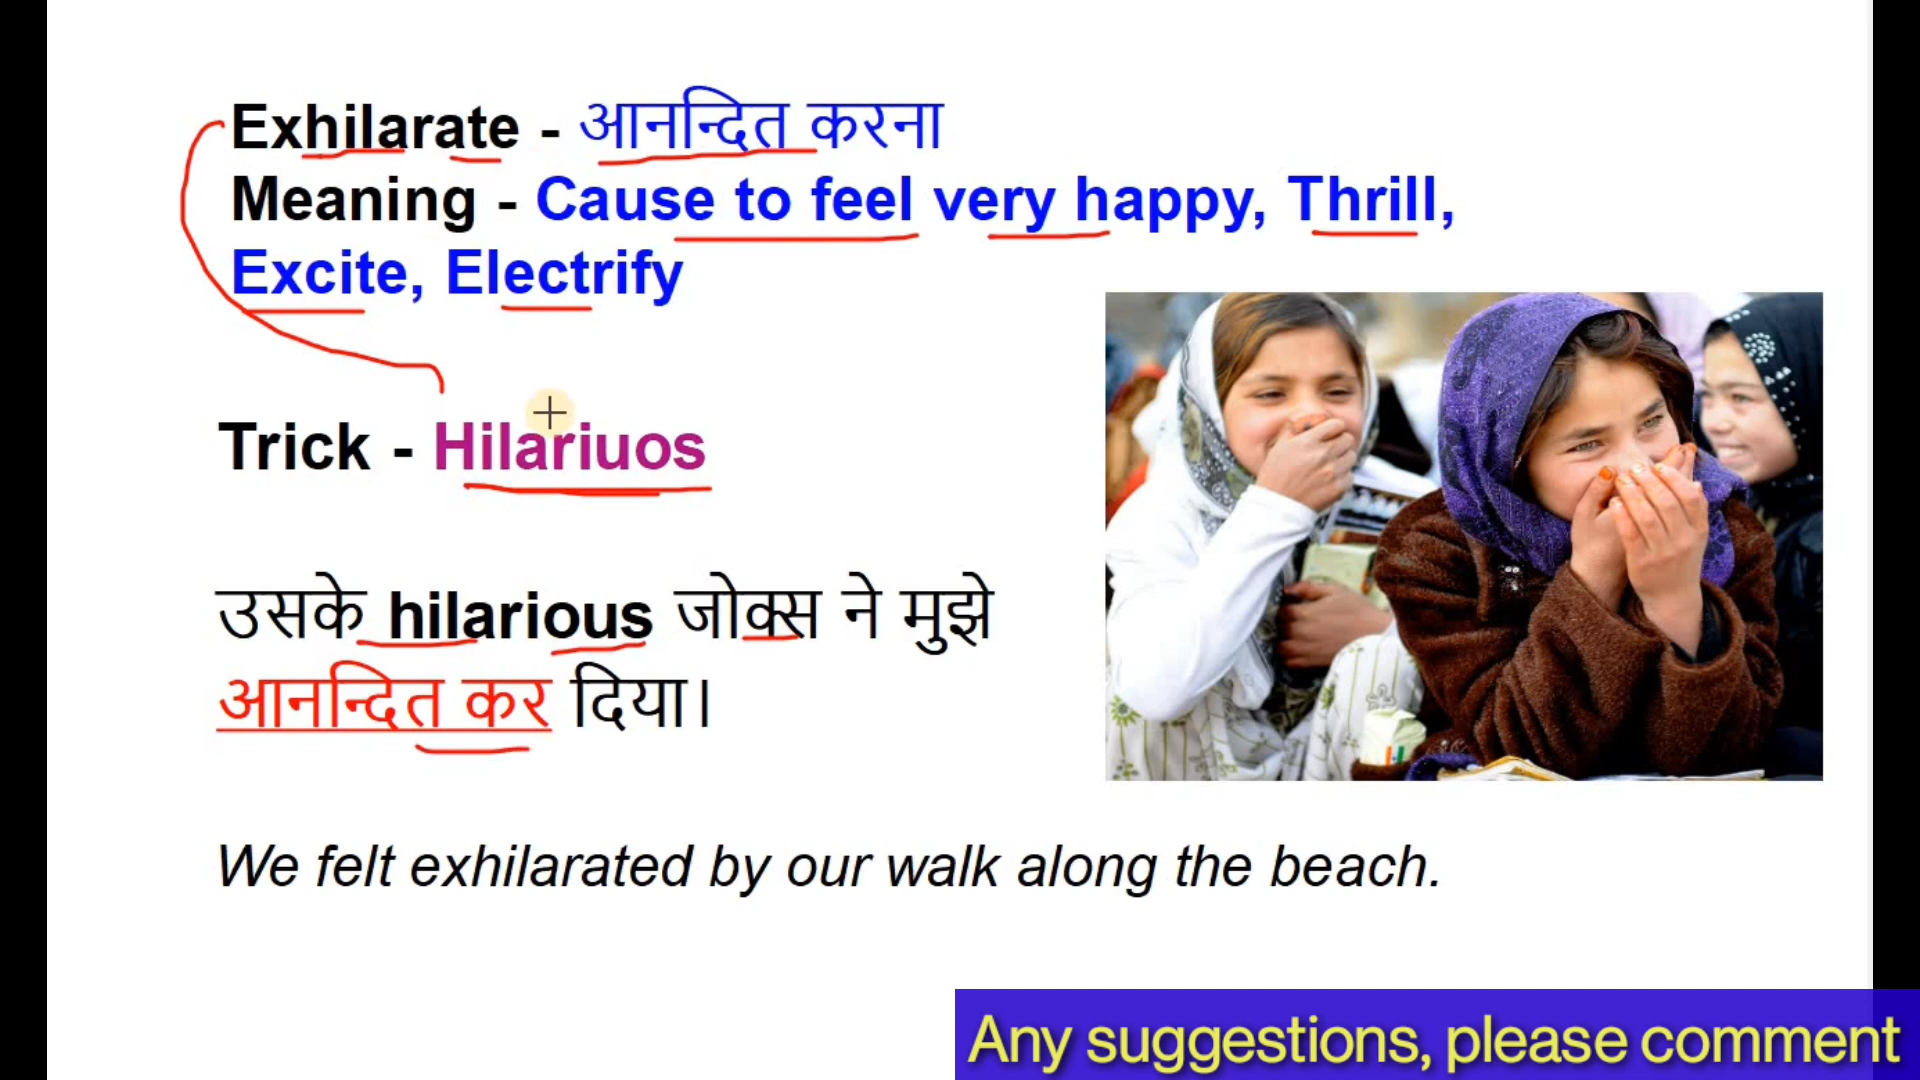 Exhilarate - आनन्दित करना
Meaning - Cause to feel very happy, Thrill,
Excite, Electrify
Trick - Hilariuos
उसके hilarious जोक्स ने मुझे
आनन्दित कर दिया।
We felt exhilarated by our walk along the beach.
Any suggestions, please comment